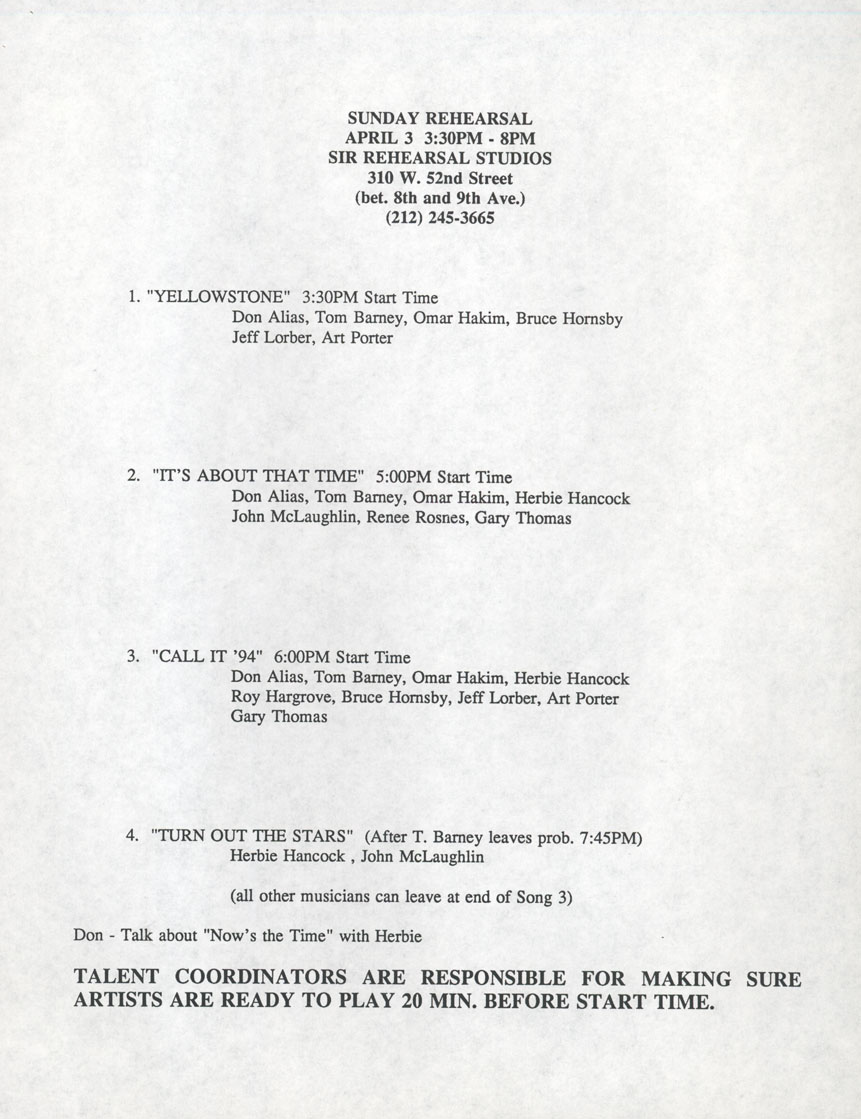 SUNDAY REHEARSAL
APRIL 3 3:30PM - 8PM
SIR REHEARSAL STUDIOS
310 W. 52nd Street
(bet. 8th and 9th Ave.)
(212) 245-3665
1. "YELLOWSTONE" 3:30PM Start Time
Don Alias, Tom Barney, Omar Hakim, Bruce Hornsby
Jeff Lorber, Art Porter
2. "IT'S ABOUT THAT TIME" 5:00PM Start Time
Don Alias, Tom Barney, Omar Hakim, Herbie Hancock
John McLaughlin, Renee Rosnes, Gary Thomas
3. "CALL IT '94" 6:00PM Start Time
Don Alias, Tom Barney, Omar Hakim, Herbie Hancock
Roy Hargrove, Bruce Hornsby, Jeff Lorber, Art Porter
Gary Thomas
4. "TURN OUT THE STARS" (After T. Barney leaves prob. 7:45PM)
Herbie Hancock , John McLaughlin
(all other musicians can leave at end of Song 3)
Don - Talk about "Now's the Time" with Herbie
TALENT COORDINATORS ARE RESPONSIBLE FOR MAKING SURE
ARTISTS ARE READY TO PLAY 20 MIN. BEFORE START TIME.